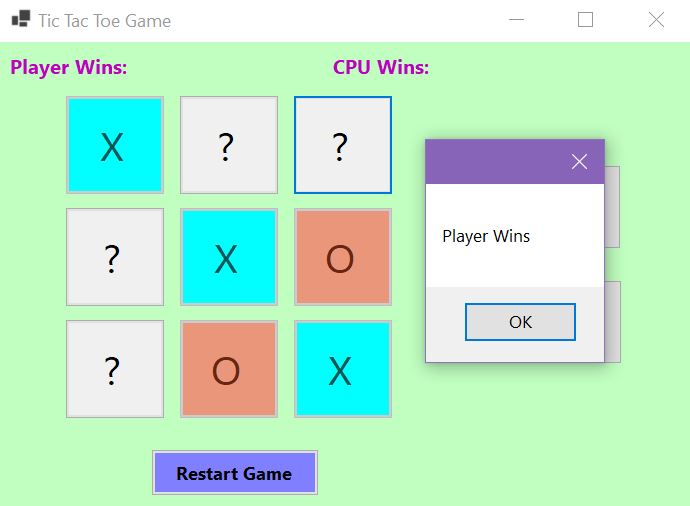 Tic Tac Toe Game
Player Wins: CPU Wins:
X ? ?
? X O
? O X
Player Wins
OK
Restart Game